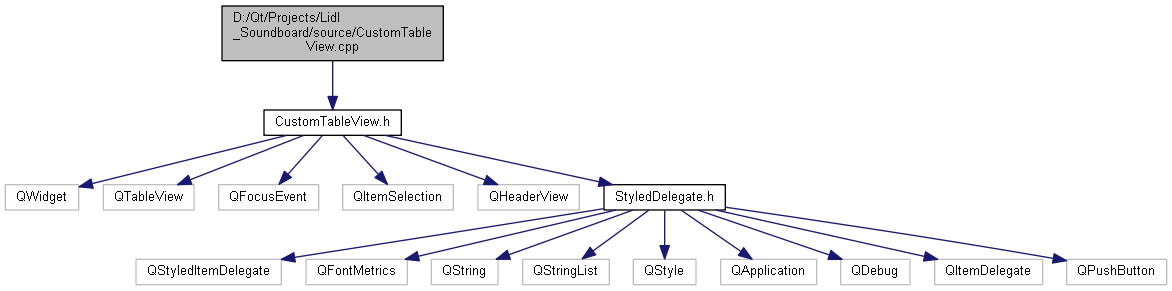 D:/Qt/Projects/Lidl
_Soundboard/source/CustomTable
View.cpp
CustomTableView.h
QWidget
QTableView
QFocusEvent
QItemSelection
QHeaderView
StyledDelegate.h
QStyledItemDelegate
QFontMetrics
QString
QStringList
QStyle
QApplication
QDebug
QItemDelegate
QPushButton